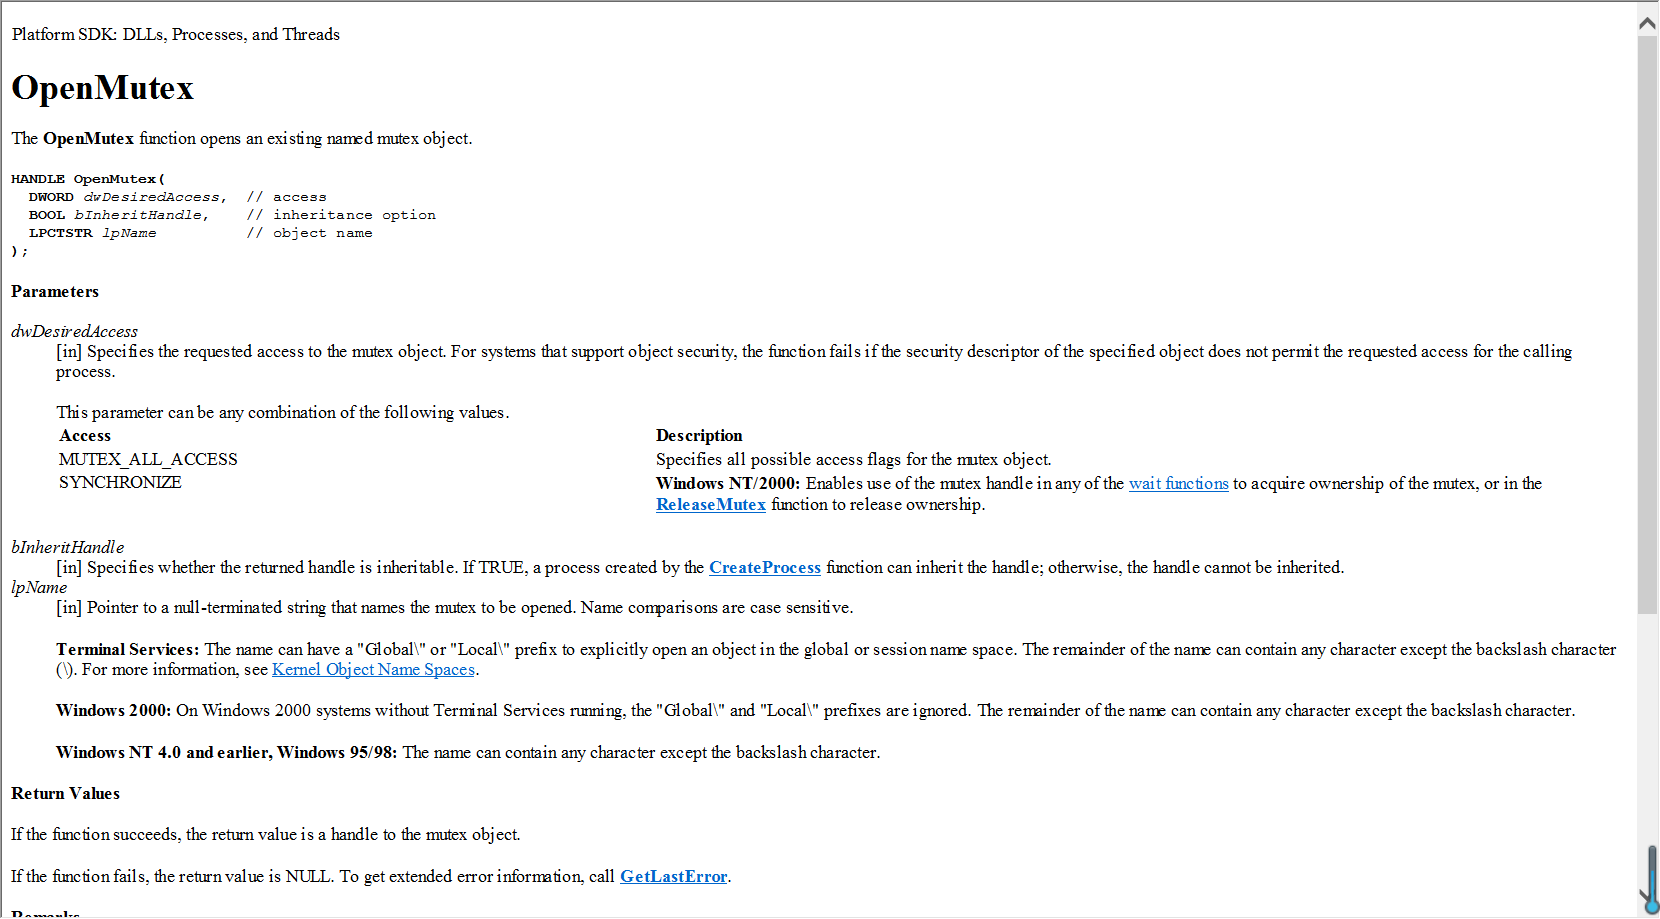 Platform SDK: DLLs, Processes, and Threads
OpenMutex
The OpenMutex function opens an existing named mutex object.
HANDLE OpenMutex(
  DWORD dwDesiredAccess,  // access
  BOOL bInheritHandle,    // inheritance option
  LPCTSTR lpName          // object name
);
Parameters
dwDesiredAccess
[in] Specifies the requested access to the mutex object. For systems that support object security, the function fails if the security descriptor of the specified object does not permit the requested access for the calling
process.
This parameter can be any combination of the following values.
Access Description
MUTEX_ALL_ACCESS Specifies all possible access flags for the mutex object.
SYNCHRONIZE Windows NT/2000: Enables use of the mutex handle in any of the wait functions to acquire ownership of the mutex, or in the
ReleaseMutex function to release ownership.
bInheritHandle
[in] Specifies whether the returned handle is inheritable. If TRUE, a process created by the CreateProcess function can inherit the handle; otherwise, the handle cannot be inherited.
lpName
[in] Pointer to a null-terminated string that names the mutex to be opened. Name comparisons are case sensitive.
Terminal Services: The name can have a "Global\" or "Local\" prefix to explicitly open an object in the global or session name space. The remainder of the name can contain any character except the backslash character
(\). For more information, see Kernel Object Name Spaces.
Windows 2000: On Windows 2000 systems without Terminal Services running, the "Global\" and "Local\" prefixes are ignored. The remainder of the name can contain any character except the backslash character.
Windows NT 4.0 and earlier, Windows 95/98: The name can contain any character except the backslash character.
Return Values
If the function succeeds, the return value is a handle to the mutex object.
If the function fails, the return value is NULL. To get extended error information, call GetLastError.
Remarks